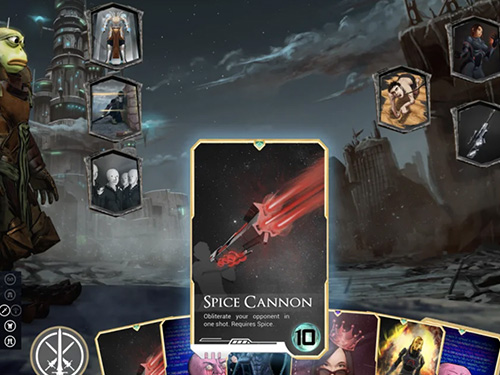 SPICE CANNON
Obliterate your opponent in
one shot. Requires Spice.
10